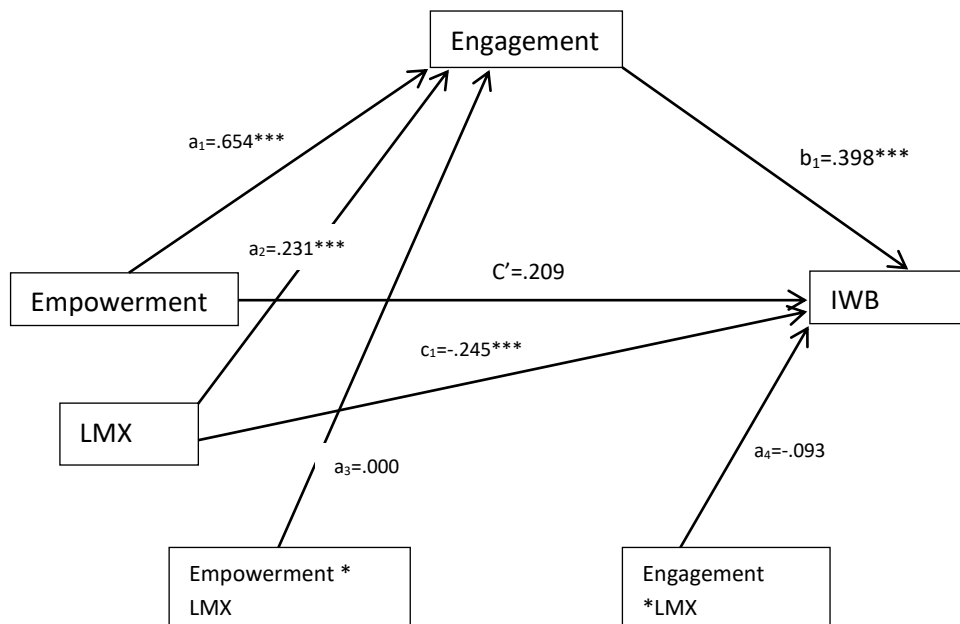 Engagement
a₁=.654***
b₁=.398***
a₂=.231***
C’=.209
Empowerment
IWB
c₁=-.245***
LMX
a₃=.000
a₄=-.093
Empowerment *
LMX
Engagement
*LMX